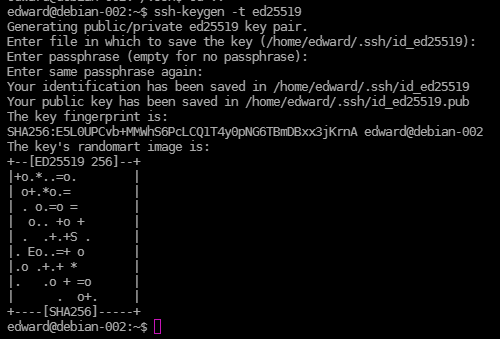 edward@debian-002:~$ ssh-keygen -t ed25519
Generating public/private ed25519 key pair.
Enter file in which to save the key (/home/edward/.ssh/id_ed25519):
Enter passphrase (empty for no passphrase):
Enter same passphrase again:
Your identification has been saved in /home/edward/.ssh/id_ed25519
Your public key has been saved in /home/edward/.ssh/id_ed25519.pub
The key fingerprint is:
SHA256:E5L0UPCvb+MMWhS6PcLCQ1T4y0pNG6TBmDBxx3jKrnA edward@debian-002
The key's randomart image is:
+--[ED25519 256]--+
|+o.*..=o.        |
| o+.*o.=         |
| . o.=o =        |
|  o.. +o +       |
| .  .+.+S .      |
|. Eo..=+ o       |
|.o .+.+ *        |
|.   .o + =o      |
|      .  o+.     |
+----[SHA256]-----+
edward@debian-002:~$